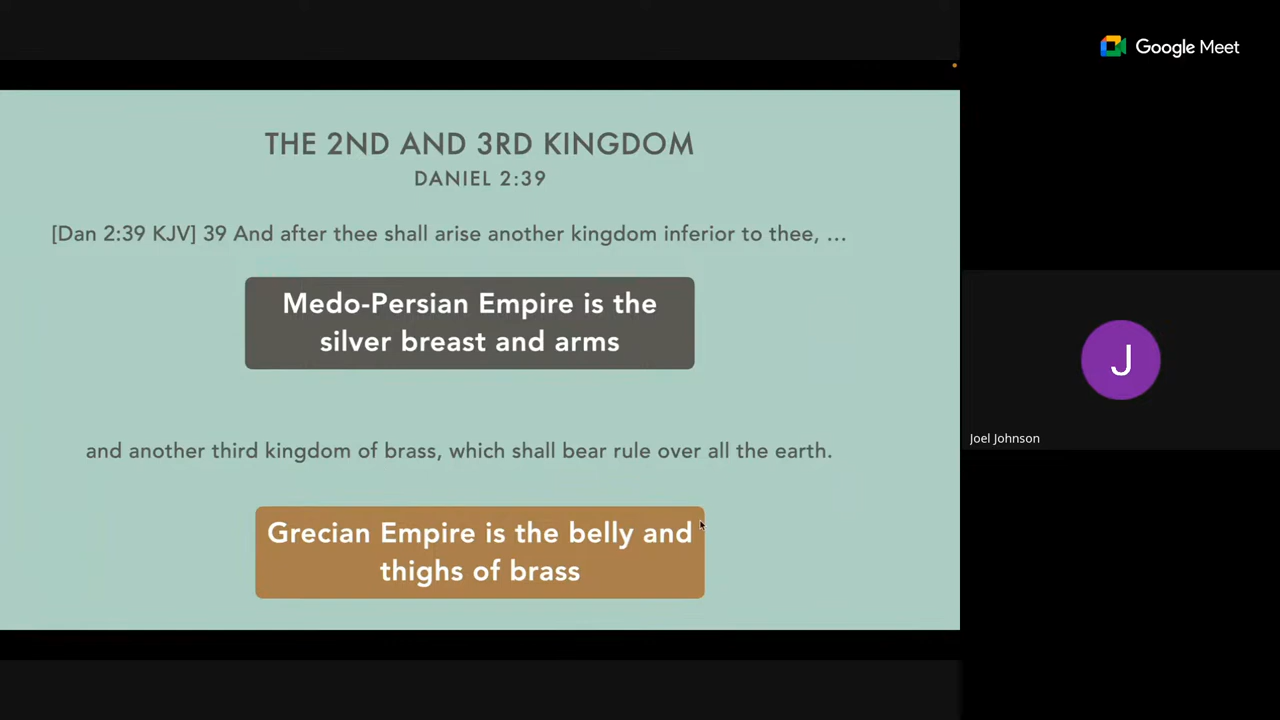 Google Meet
THE 2ND AND 3RD KINGDOM
DANIEL 2:39
[Dan 2:39 KJV] 39 And after thee shall arise another kingdom inferior to thee, …
Medo-Persian Empire is the
silver breast and arms
and another third kingdom of brass, which shall bear rule over all the earth.
Grecian Empire is the belly and
thighs of brass
J
Joel Johnson